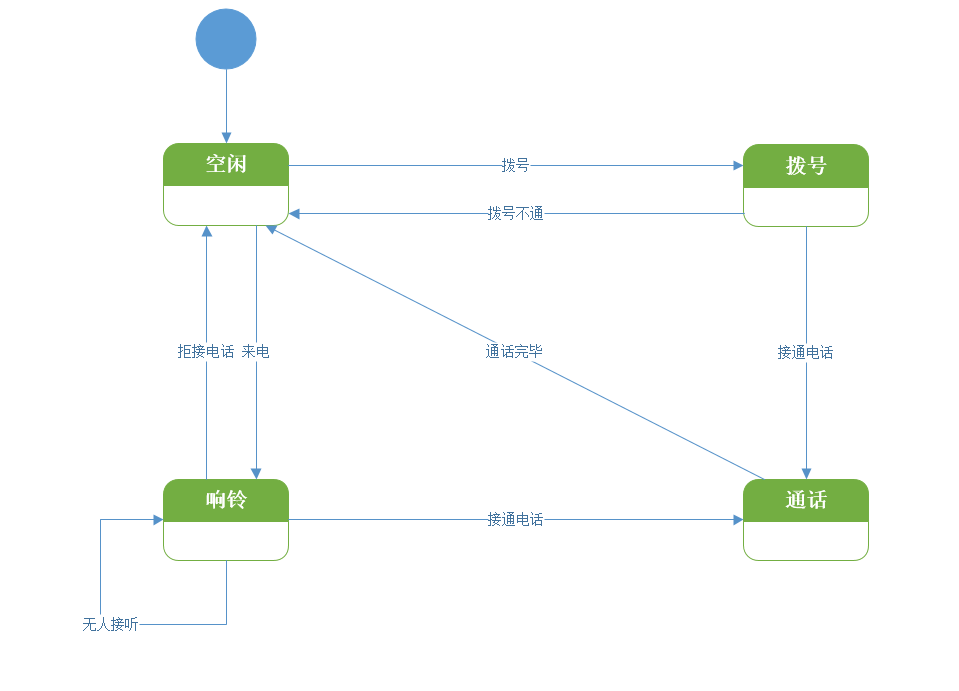 空闲
拨号
拨号
拨号不通
拒接电话
来电
通话完毕
接通电话
响铃
接通电话
通话
无人接听